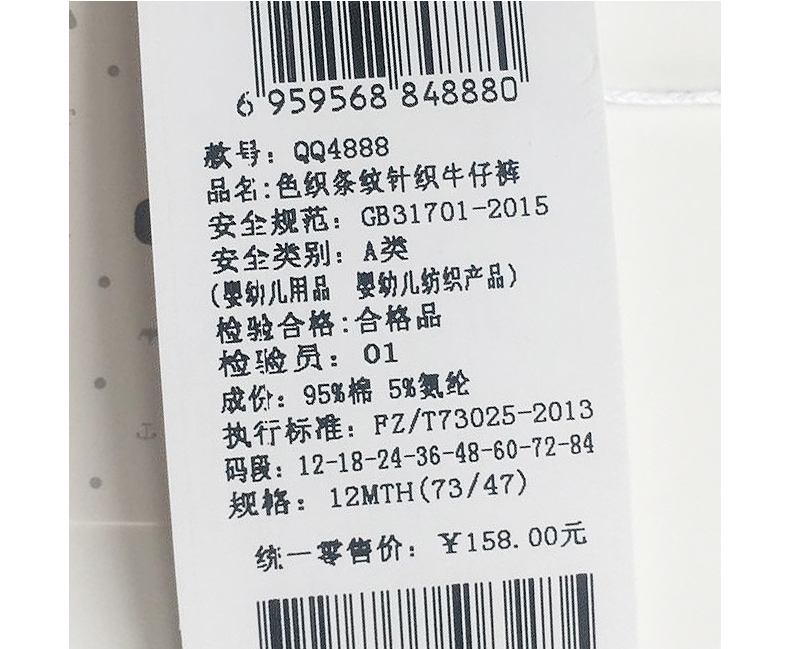 6 959568 848880
款号：QQ4888
品名:色织条纹针织牛仔裤
安全规范：GB31701-2015
安全类别：A类
(婴幼儿用品 婴幼儿纺织产品)
检验合格:合格品
检验员：01
成份：95%棉 5%氨纶
执行标准：FZ/T73025-2013
码段：12-18-24-36-48-60-72-84
规格：12MTH(73/47)
统一零售价：￥158.00元